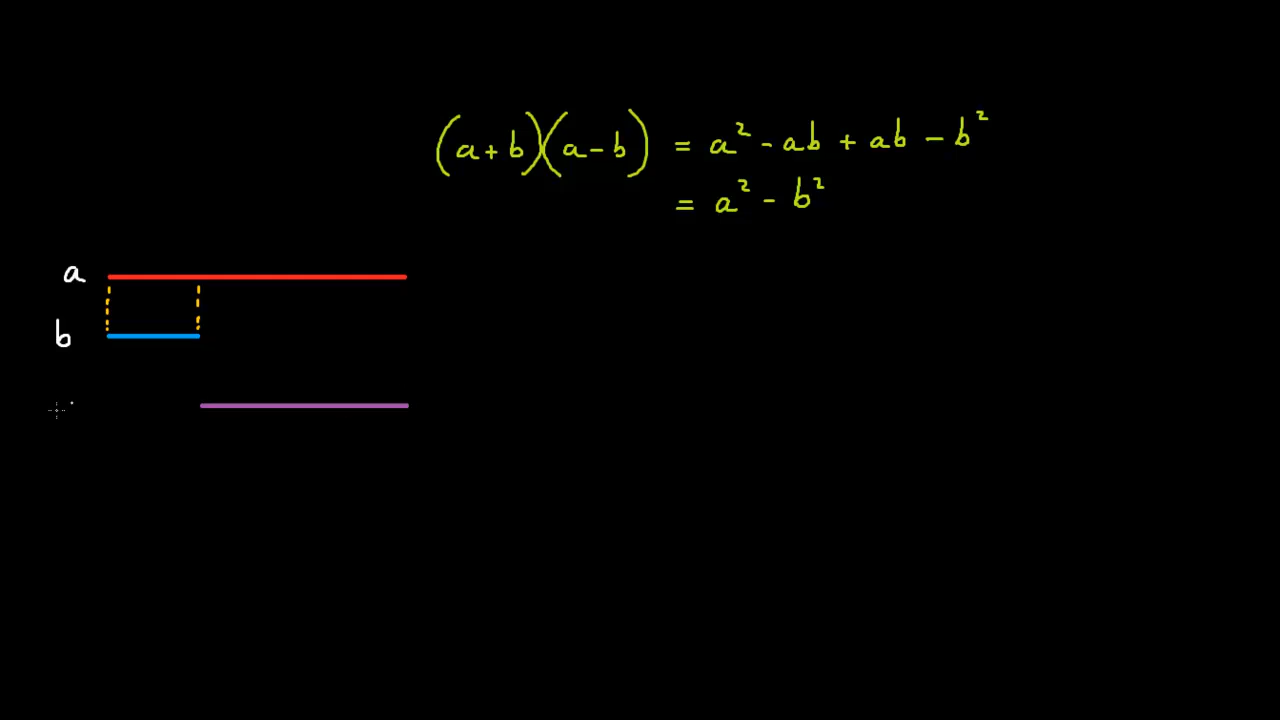 (a+b)(a-b) = a² - ab + ab - b²
= a² - b²
a
b